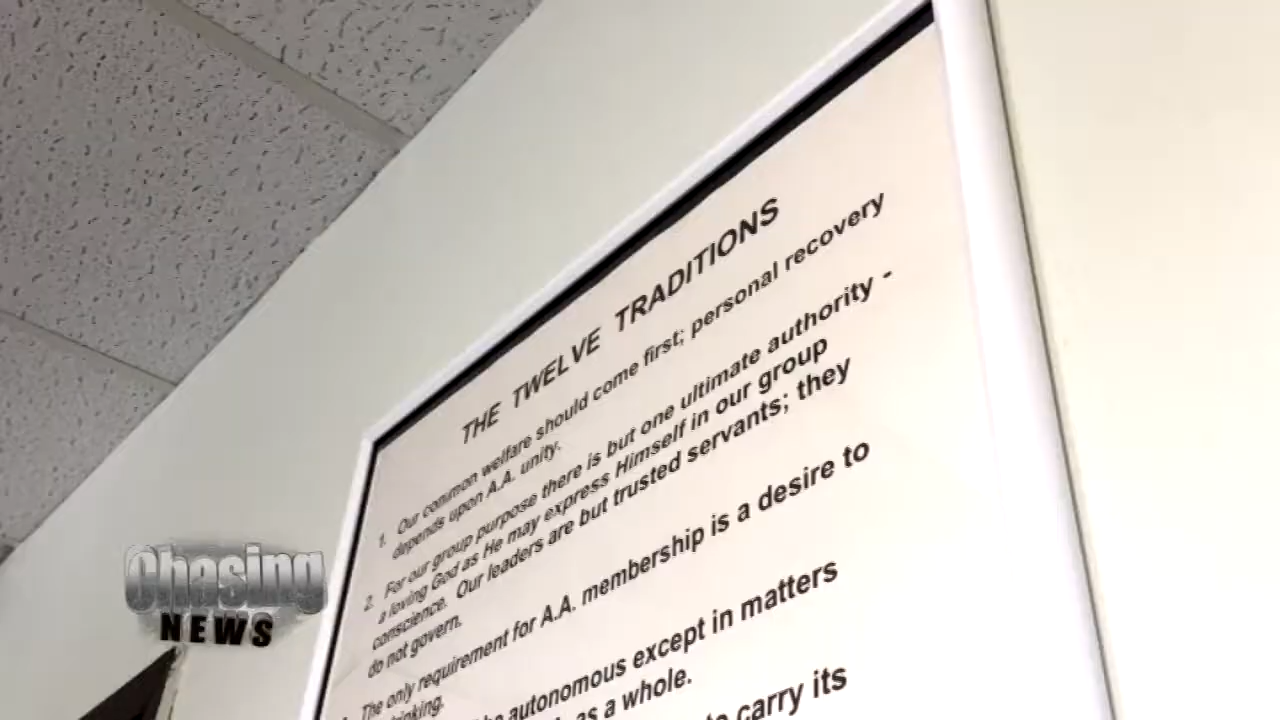 THE TWELVE TRADITIONS
1. Our common welfare should come first; personal recovery
depends upon A.A. unity.
2. For our group purpose there is but one ultimate authority -
a loving God as He may express Himself in our group
conscience. Our leaders are but trusted servants; they
do not govern.
The only requirement for A.A. membership is a desire to
autonomous except in matters
as a whole.
carry its
Chasing
NEWS